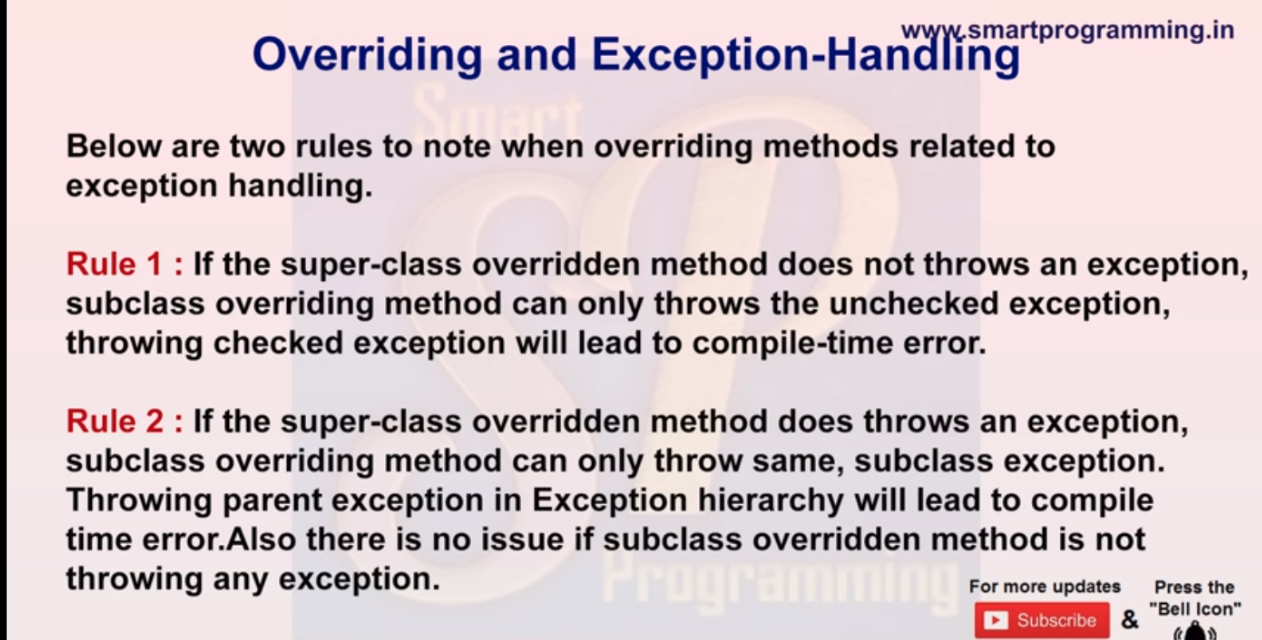 www.smartprogramming.in
Overriding and Exception-Handling
Smart
SP
Below are two rules to note when overriding methods related to
exception handling.
Rule 1 : If the super-class overridden method does not throws an exception,
subclass overriding method can only throws the unchecked exception,
throwing checked exception will lead to compile-time error.
Rule 2 : If the super-class overridden method does throws an exception,
subclass overriding method can only throw same, subclass exception.
Throwing parent exception in Exception hierarchy will lead to compile
time error.Also there is no issue if subclass overridden method is not
throwing any exception.
Programming
For more updates
Subscribe
&
Press the
"Bell Icon"